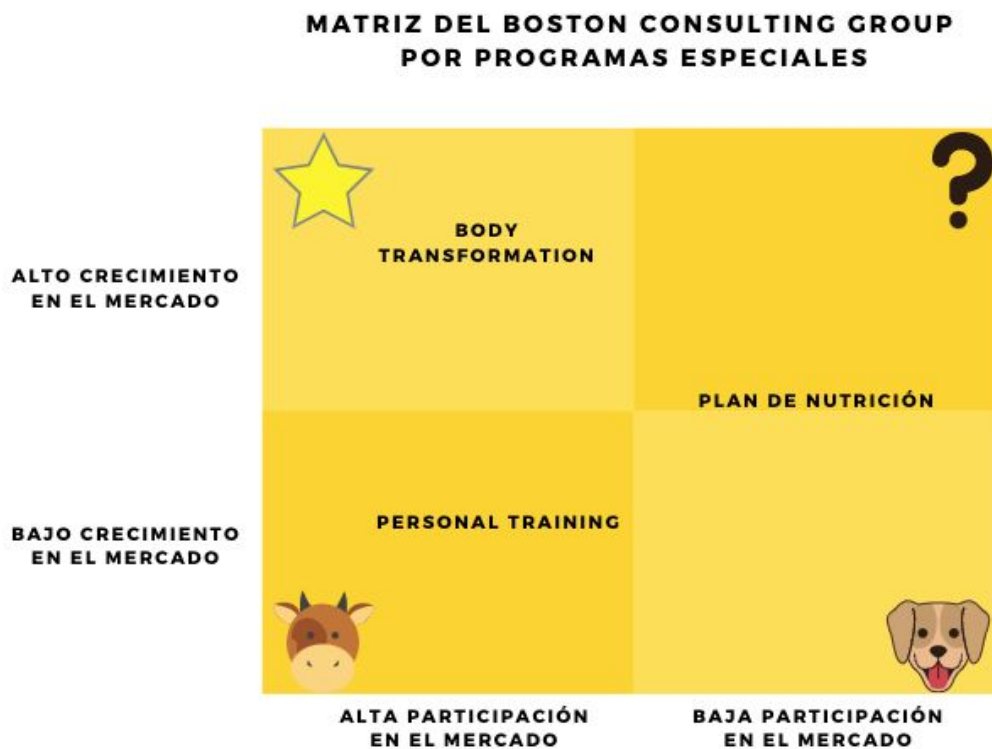 MATRIZ DEL BOSTON CONSULTING GROUP
POR PROGRAMAS ESPECIALES
BODY
TRANSFORMATION
ALTO CRECIMIENTO
EN EL MERCADO
PLAN DE NUTRICIÓN
PERSONAL TRAINING
BAJO CRECIMIENTO
EN EL MERCADO
ALTA PARTICIPACIÓN
EN EL MERCADO
BAJA PARTICIPACIÓN
EN EL MERCADO